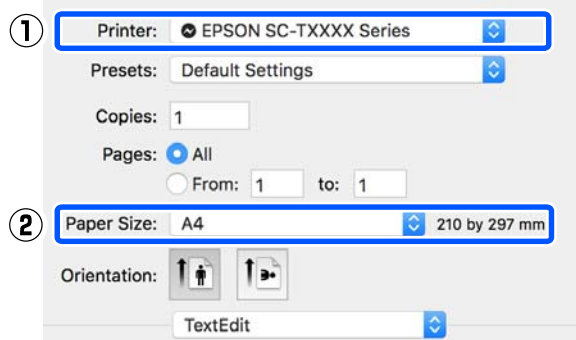 ① Printer: EPSON SC-TXXXX Series
Presets: Default Settings
Copies: 1
Pages: All
From: 1 to: 1
② Paper Size: A4 210 by 297 mm
Orientation:
TextEdit